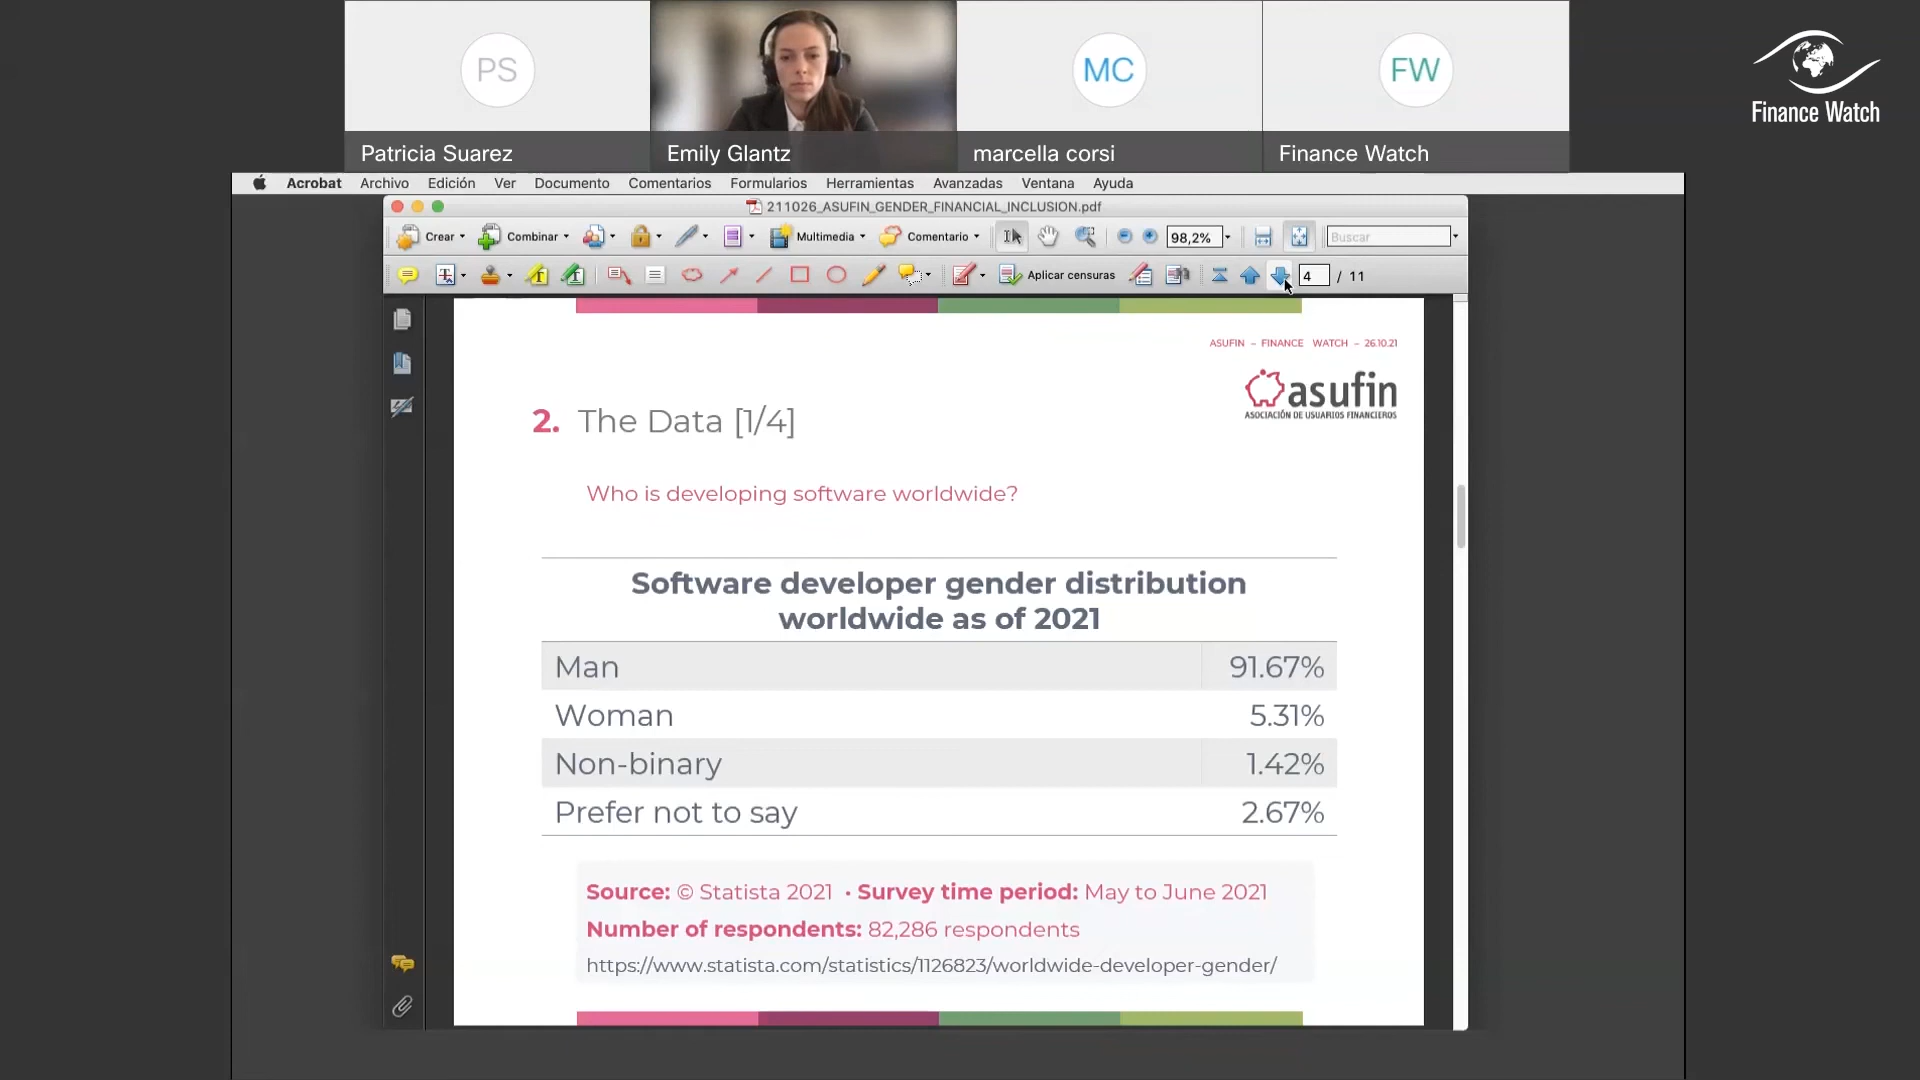 PS
MC
FW
Finance Watch
Patricia Suarez
Emily Glantz
marcella corsi
Finance Watch
Acrobat Archivo Edición Ver Documento Comentarios Formularios Herramientas Avanzadas Ventana Ayuda
211026_ASUFIN_GENDER_FINANCIAL_INCLUSION.pdf
Crear Combinar Multimedia Comentario 98,2% Buscar
Aplicar censuras 4 / 11
ASUFIN – FINANCE WATCH – 26.10.21
asufin
ASOCIACIÓN DE USUARIOS FINANCIEROS
2. The Data [1/4]
Who is developing software worldwide?
Software developer gender distribution
worldwide as of 2021
Man 91.67%
Woman 5.31%
Non-binary 1.42%
Prefer not to say 2.67%
Source: © Statista 2021 · Survey time period: May to June 2021
Number of respondents: 82,286 respondents
https://www.statista.com/statistics/1126823/worldwide-developer-gender/